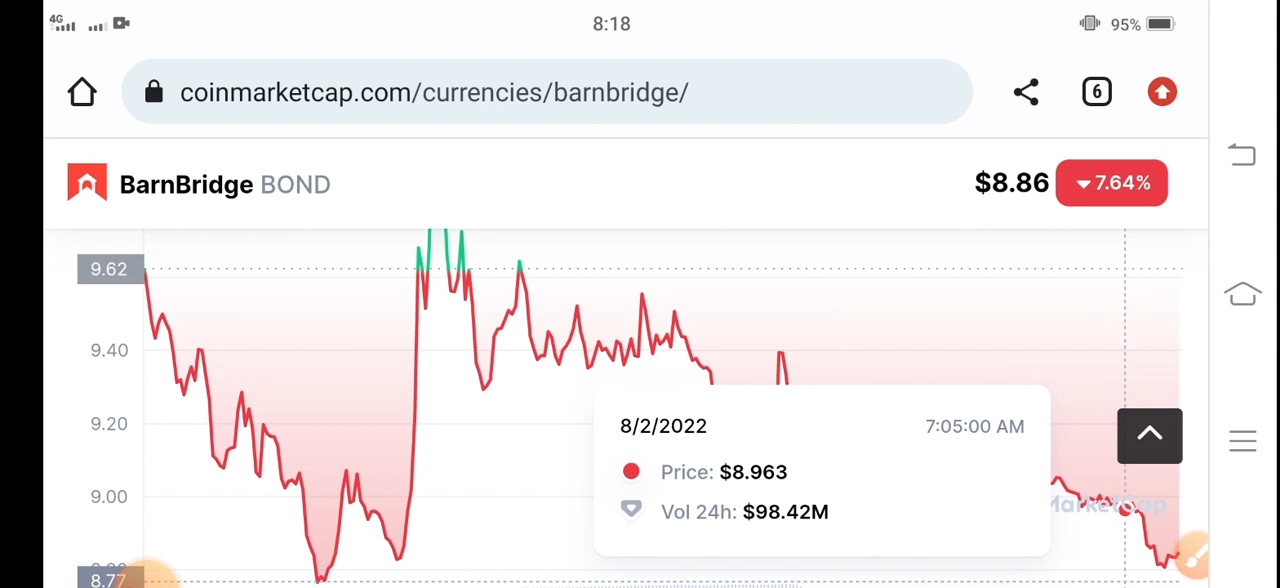 4G 8:18 95%
coinmarketcap.com/currencies/barnbridge/ 6
BarnBridge BOND $8.86 7.64%
9.62
9.40
8/2/2022 7:05:00 AM
9.20
Price: $8.963
9.00
Vol 24h: $98.42M
MarketCap
8.77